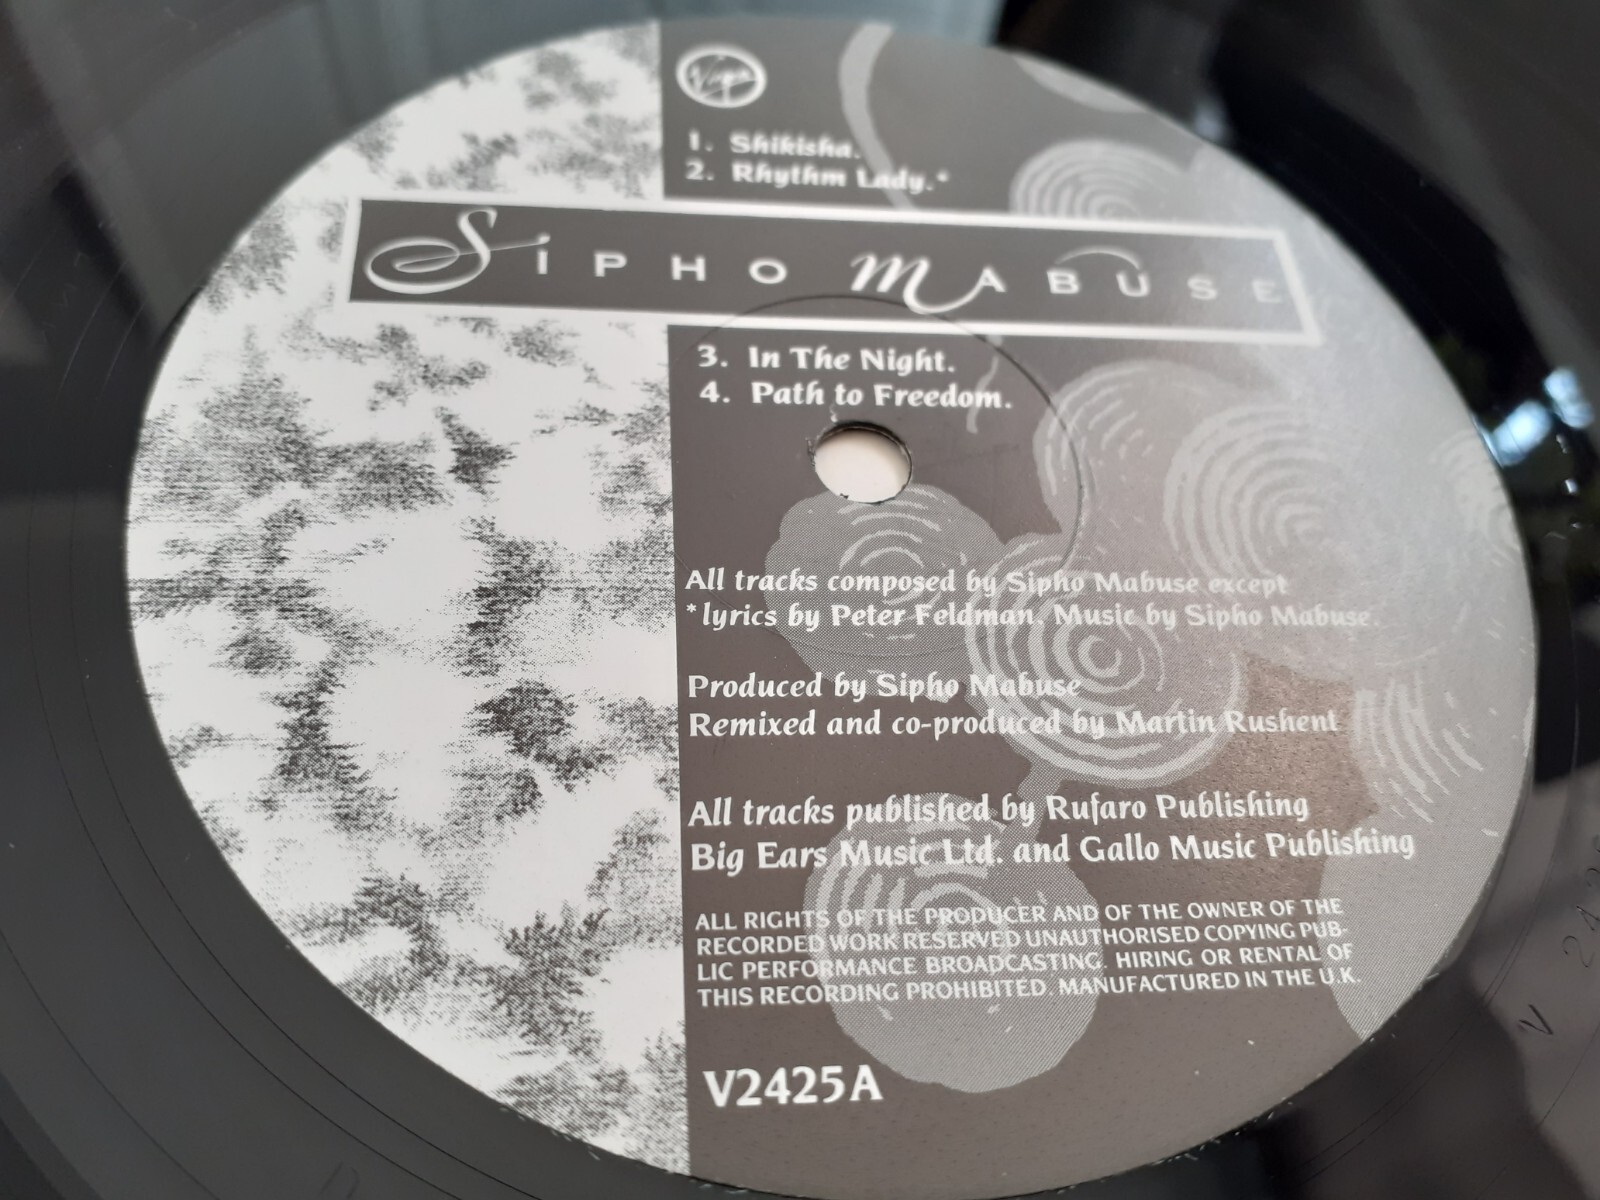 Virgin
1. Shikisha.
2. Rhythm Lady.*
SIPHO MABUSE
3. In The Night.
4. Path to Freedom.
All tracks composed by Sipho Mabuse except
*lyrics by Peter Feldman. Music by Sipho Mabuse.
Produced by Sipho Mabuse
Remixed and co-produced by Martin Rushent
All tracks published by Rufaro Publishing
Big Ears Music Ltd. and Gallo Music Publishing
ALL RIGHTS OF THE PRODUCER AND OF THE OWNER OF THE
RECORDED WORK RESERVED UNAUTHORISED COPYING PUB-
LIC PERFORMANCE BROADCASTING. HIRING OR RENTAL OF
THIS RECORDING PROHIBITED. MANUFACTURED IN THE U.K.
V2425A